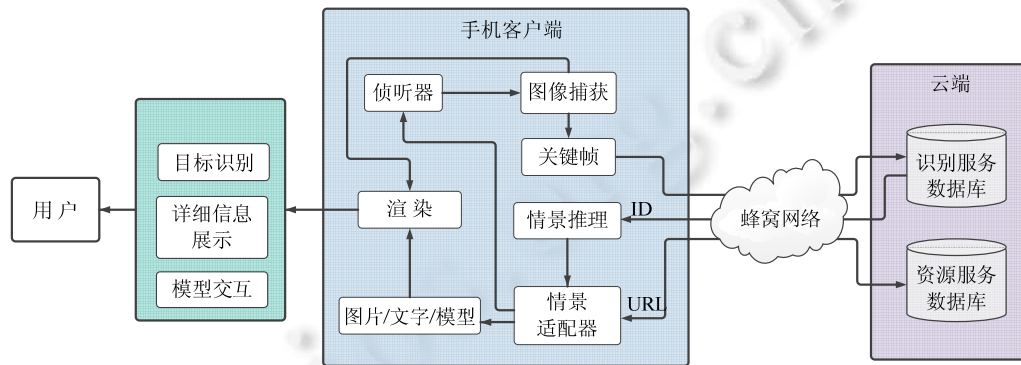 手机客户端
云端
侦听器
图像捕获
目标识别
关键帧
识别服务
数据库
用户
详细信息
展示
渲染
情景推理
ID
蜂窝网络
模型交互
图片/文字/模型
情景
适配器
URL
资源服务
数据库